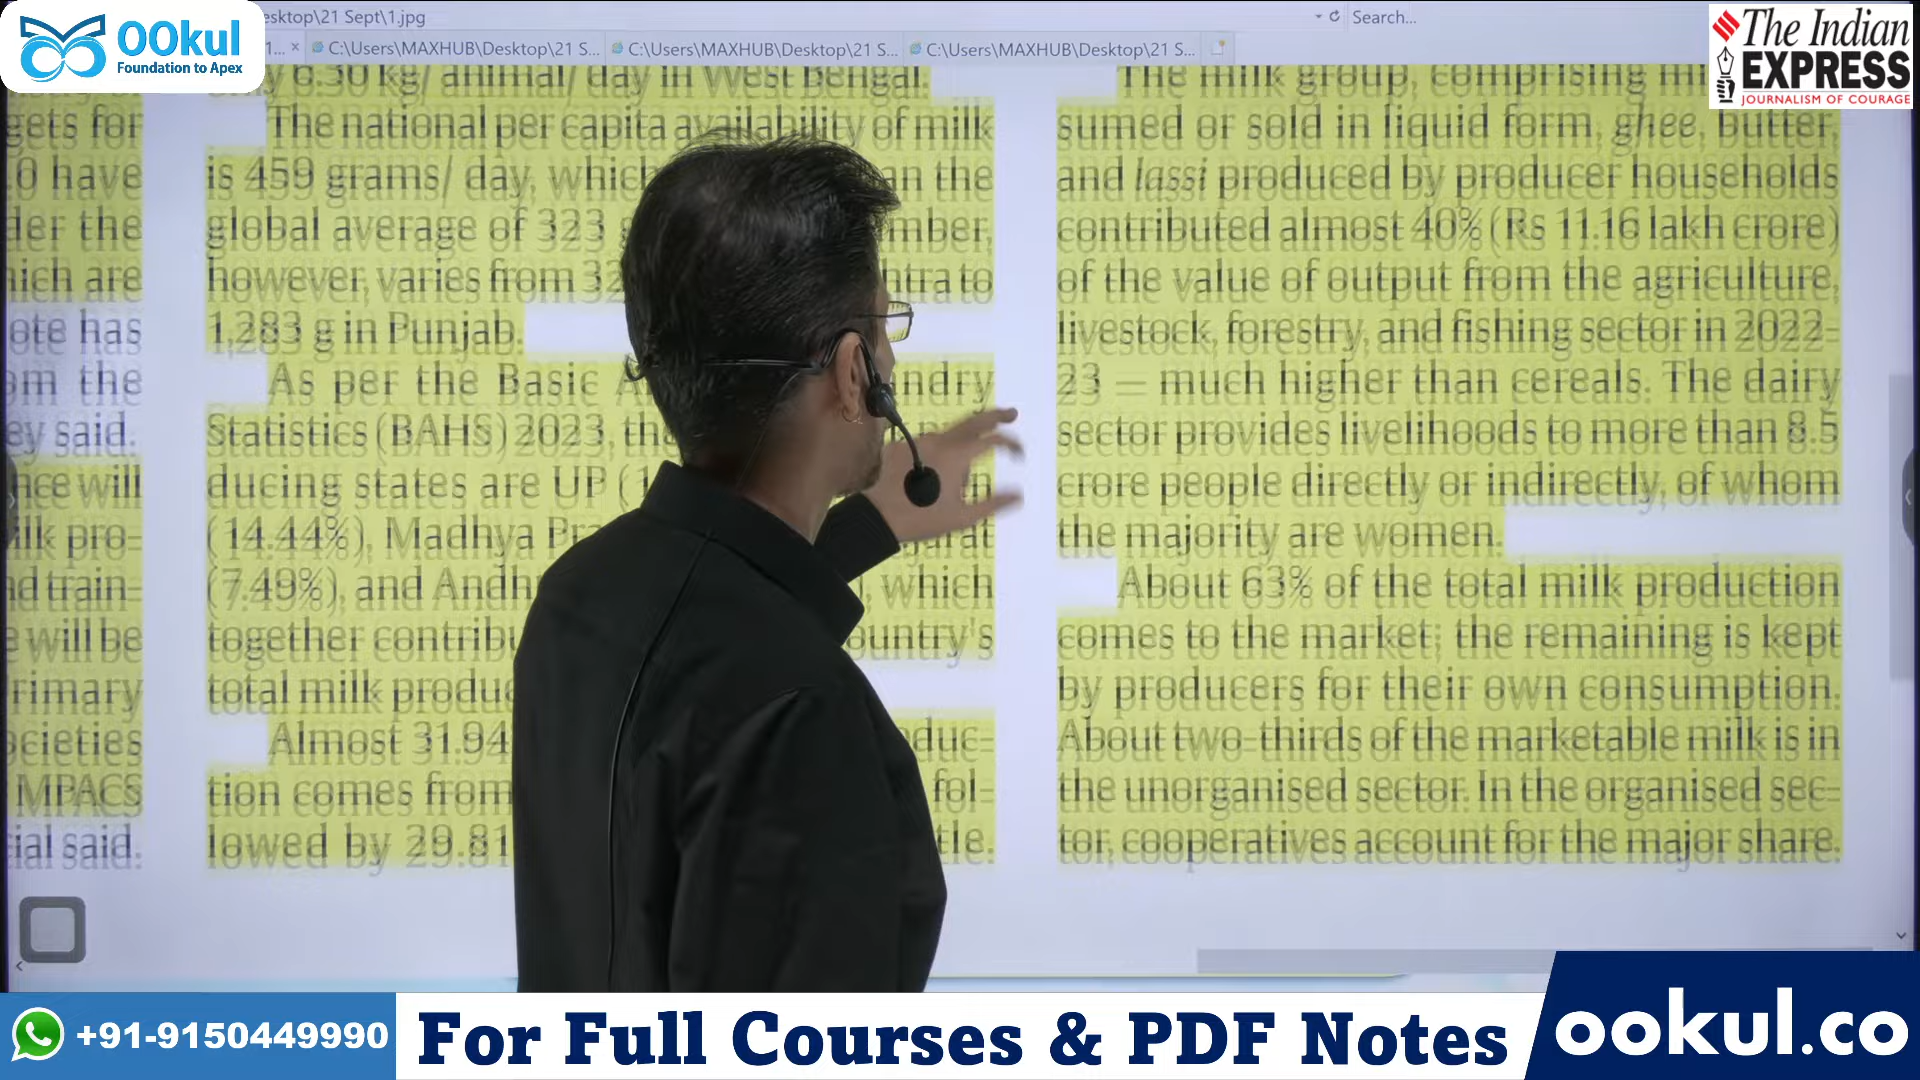 OOkul
Foundation to Apex
esktop\21 Sept\1.jpg
Search...
1... × C:\Users\MAXHUB\Desktop\21 S... C:\Users\MAXHUB\Desktop\21 S... C:\Users\MAXHUB\Desktop\21 S...
The Indian
EXPRESS
JOURNALISM OF COURAGE
gets for
0 have
der the
hich are
ote has
om the
ey said.
nce will
ilk pro-
nd train-
e will be
rimary
ocieties
MPACS
ial said.
only 6.30 kg/ animal/ day in West Bengal.
The national per capita availability of milk
is 459 grams/ day, which an the
global average of 323 mber,
however, varies from 32 htra to
1,283 g in Punjab.
As per the Basic A ndry
Statistics (BAHS) 2023, the
ducing states are UP (1
(14.44%), Madhya Pra jarat
(7.49%), and Andh , which
together contribu ountry's
total milk produc
Almost 31.94 duc-
tion comes from fol-
lowed by 29.81 tle.
The milk group, comprising mi
sumed or sold in liquid form, ghee, butter,
and lassi produced by producer households
contributed almost 40% (Rs 11.16 lakh crore)
of the value of output from the agriculture,
livestock, forestry, and fishing sector in 2022-
23 — much higher than cereals. The dairy
sector provides livelihoods to more than 8.5
crore people directly or indirectly, of whom
the majority are women.
About 63% of the total milk production
comes to the market; the remaining is kept
by producers for their own consumption.
About two-thirds of the marketable milk is in
the unorganised sector. In the organised sec-
tor, cooperatives account for the major share.
+91-9150449990
For Full Courses & PDF Notes
ookul.co